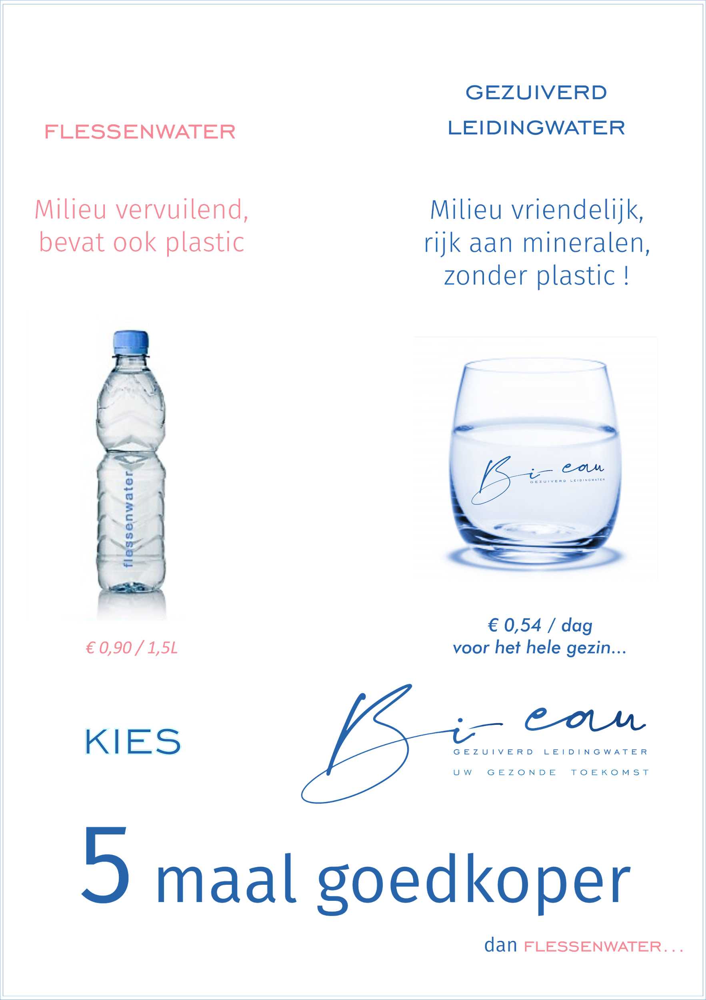 FLESSENWATER
Milieu vervuilend,
bevat ook plastic
flessenwater
€ 0,90 / 1,5L
GEZUIVERD
LEIDINGWATER
Milieu vriendelijk,
rijk aan mineralen,
zonder plastic !
Bi-eau
GEZUIVERD LEIDINGWATER
€ 0,54 / dag
voor het hele gezin...
KIES
Bi-eau
GEZUIVERD LEIDINGWATER
UW GEZONDE TOEKOMST
5 maal goedkoper
dan FLESSENWATER...